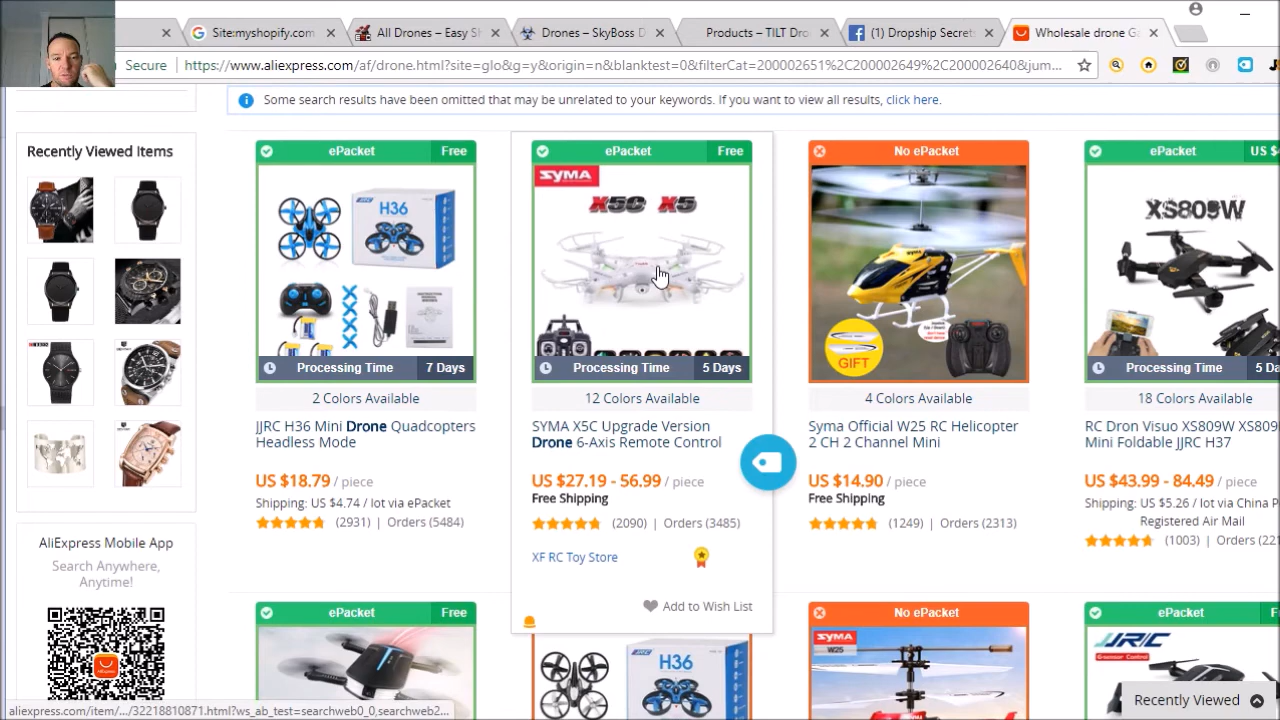 Site:myshopify.com
All Drones – Easy Sh
Drones – SkyBoss D
Products – TILT Dro
(1) Dropship Secrets
Wholesale drone Ga
Secure
https://www.aliexpress.com/af/drone.html?site=glo&g=y&origin=n&blanktest=0&filterCat=200002651%2C200002649%2C200002640&jum...
Some search results have been omitted that may be unrelated to your keywords. If you want to view all results, click here.
Recently Viewed Items
AliExpress Mobile App
Search Anywhere,
Anytime!
ePacket Free
H36
Processing Time 7 Days
2 Colors Available
JJRC H36 Mini Drone Quadcopters
Headless Mode
US $18.79 / piece
Shipping: US $4.74 / lot via ePacket
(2931) | Orders (5484)
ePacket Free
SYMA
X5C X5
Processing Time 5 Days
12 Colors Available
SYMA X5C Upgrade Version
Drone 6-Axis Remote Control
US $27.19 - 56.99 / piece
Free Shipping
(2090) | Orders (3485)
XF RC Toy Store
Add to Wish List
No ePacket
GIFT
4 Colors Available
Syma Official W25 RC Helicopter
2 CH 2 Channel Mini
US $14.90 / piece
Free Shipping
(1249) | Orders (2313)
ePacket US $4
XS809W
Processing Time 5 Da
18 Colors Available
RC Dron Visuo XS809W XS809
Mini Foldable JJRC H37
US $43.99 - 84.49 / piece
Shipping: US $5.26 / lot via China P
Registered Air Mail
(1003) | Orders (221
ePacket Free
H36
No ePacket
SYMA
W25
ePacket F
JJRC
Recently Viewed
aliexpress.com/item/.../32218810871.html?ws_ab_test=searchweb0_0,searchweb2...